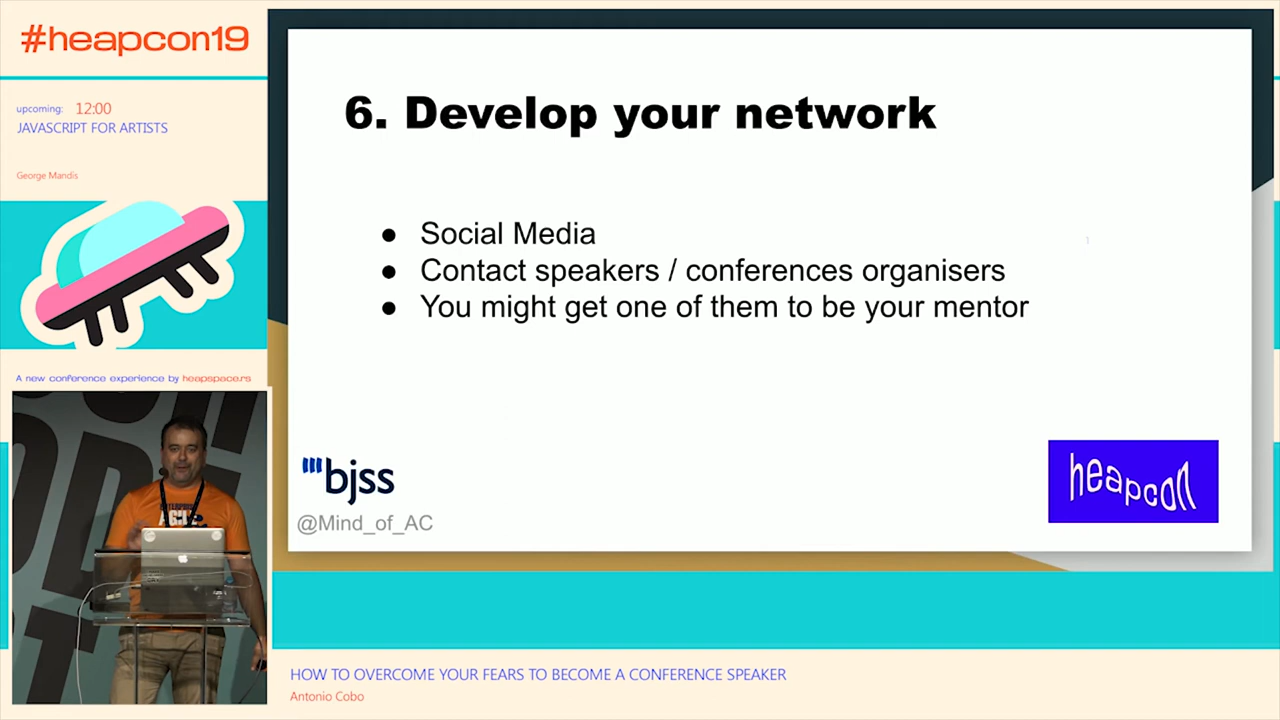 #heapcon19
upcoming: 12:00
JAVASCRIPT FOR ARTISTS
George Mandis
A new conference experience by heapspace.rs
6. Develop your network
● Social Media
● Contact speakers / conferences organisers
● You might get one of them to be your mentor
bjss
@Mind_of_AC
heapcon
HOW TO OVERCOME YOUR FEARS TO BECOME A CONFERENCE SPEAKER
Antonio Cobo